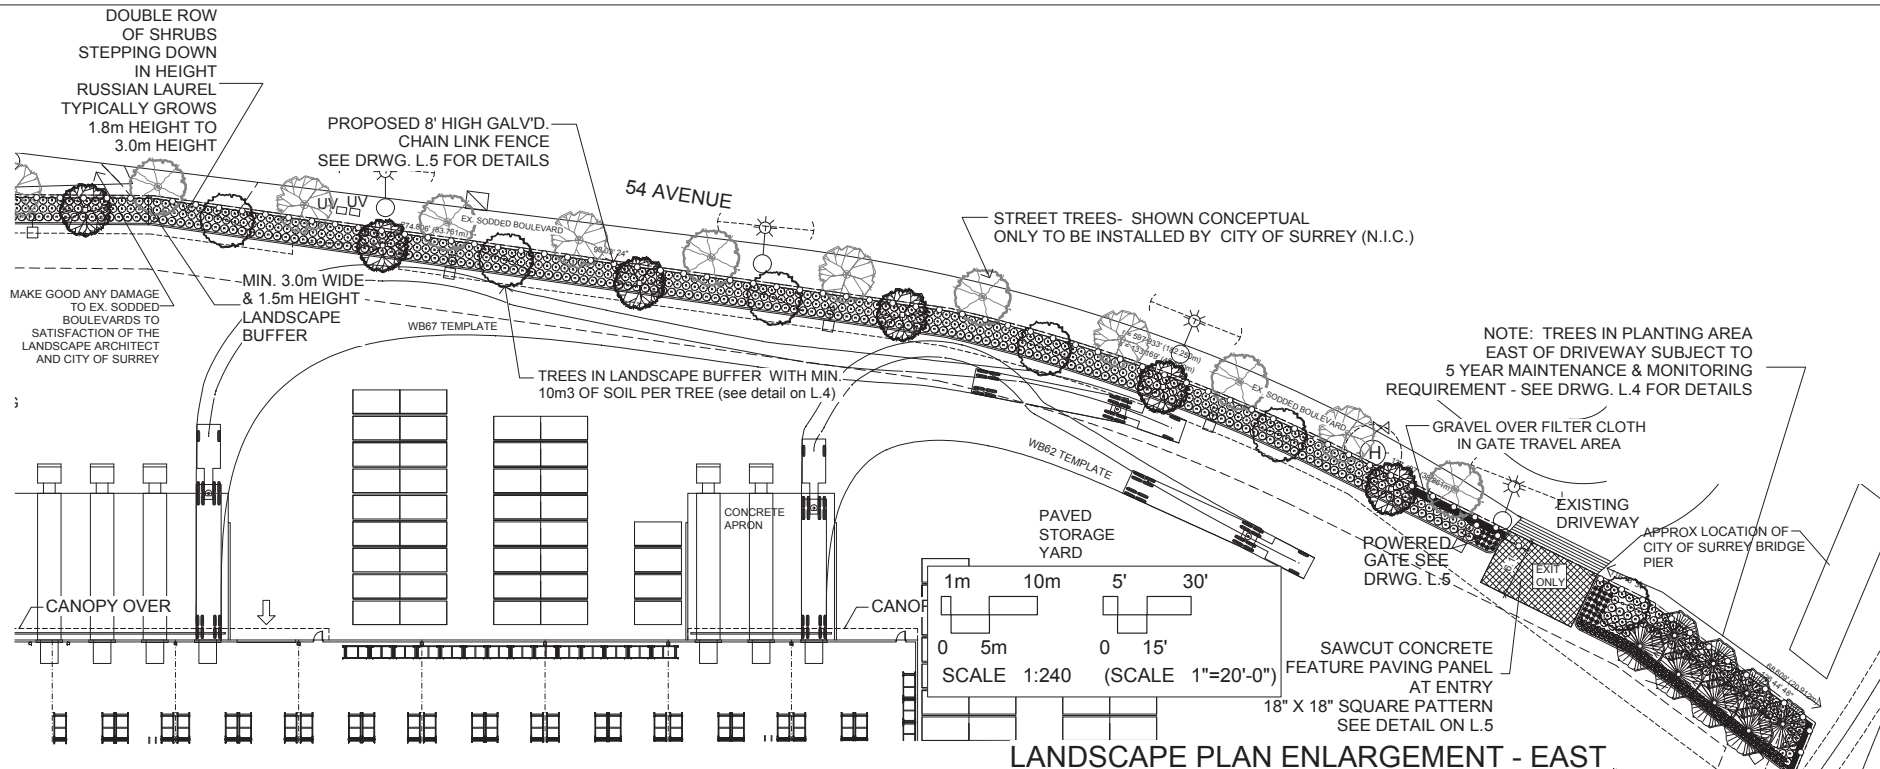 DOUBLE ROW
OF SHRUBS
STEPPING DOWN
IN HEIGHT
RUSSIAN LAUREL
TYPICALLY GROWS
1.8m HEIGHT TO
3.0m HEIGHT
PROPOSED 8' HIGH GALV'D.
CHAIN LINK FENCE
SEE DRWG. L.5 FOR DETAILS
54 AVENUE
UV UV
EX. SODDED BOULEVARD
STREET TREES- SHOWN CONCEPTUAL
ONLY TO BE INSTALLED BY CITY OF SURREY (N.I.C.)
MAKE GOOD ANY DAMAGE
TO EX. SODDED
BOULEVARDS TO
SATISFACTION OF THE
LANDSCAPE ARCHITECT
AND CITY OF SURREY
MIN. 3.0m WIDE
& 1.5m HEIGHT
LANDSCAPE
BUFFER
WB67 TEMPLATE
TREES IN LANDSCAPE BUFFER WITH MIN.
10m3 OF SOIL PER TREE (see detail on L.4)
NOTE: TREES IN PLANTING AREA
EAST OF DRIVEWAY SUBJECT TO
5 YEAR MAINTENANCE & MONITORING
REQUIREMENT - SEE DRWG. L.4 FOR DETAILS
EX. SODDED BOULEVARD
GRAVEL OVER FILTER CLOTH
IN GATE TRAVEL AREA
H
WB62 TEMPLATE
EXISTING
DRIVEWAY
APPROX LOCATION OF
CITY OF SURREY BRIDGE
PIER
CONCRETE
APRON
PAVED
STORAGE
YARD
POWERED
GATE SEE
DRWG. L.5
EXIT
ONLY
CANOPY OVER
1m 10m 5' 30'
0 5m 0 15'
SCALE 1:240 (SCALE 1"=20'-0")
SAWCUT CONCRETE
FEATURE PAVING PANEL
AT ENTRY
18" X 18" SQUARE PATTERN
SEE DETAIL ON L.5
LANDSCAPE PLAN ENLARGEMENT - EAST